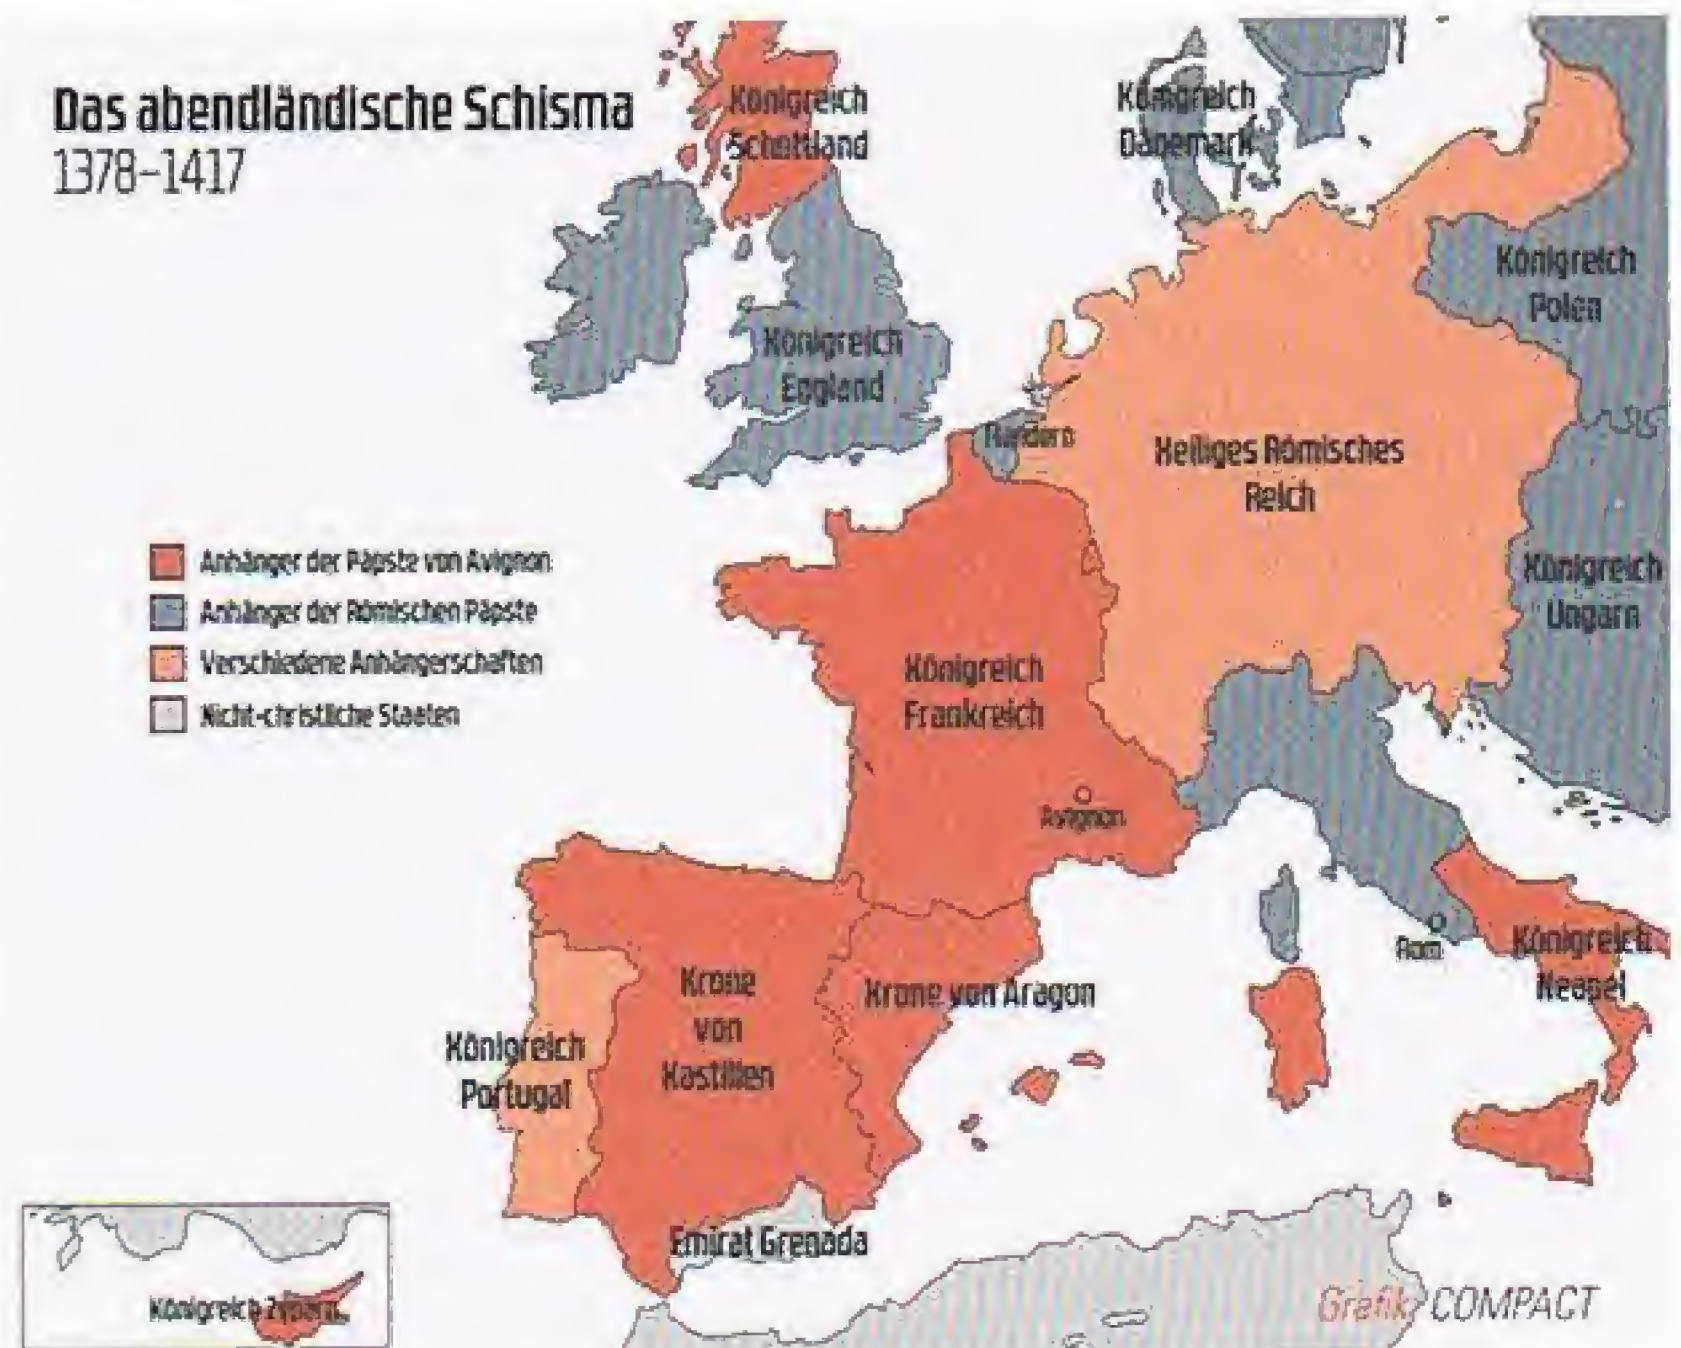 Das abendländische Schisma
1378–1417
Königreich
Schottland
Königreich
Dänemark
Königreich
Polen
Königreich
England
Flandern
Heiliges Römisches
Reich
Anhänger der Päpste von Avignon
Anhänger der Römischen Päpste
Verschiedene Anhängerschaften
Nicht-christliche Staaten
Königreich
Ungarn
Königreich
Frankreich
Avignon
Rom
Königreich
Neapel
Krone
von
Kastilien
Krone von Aragon
Königreich
Portugal
Emirat Grenada
Königreich Zypern
Grafik: COMPACT